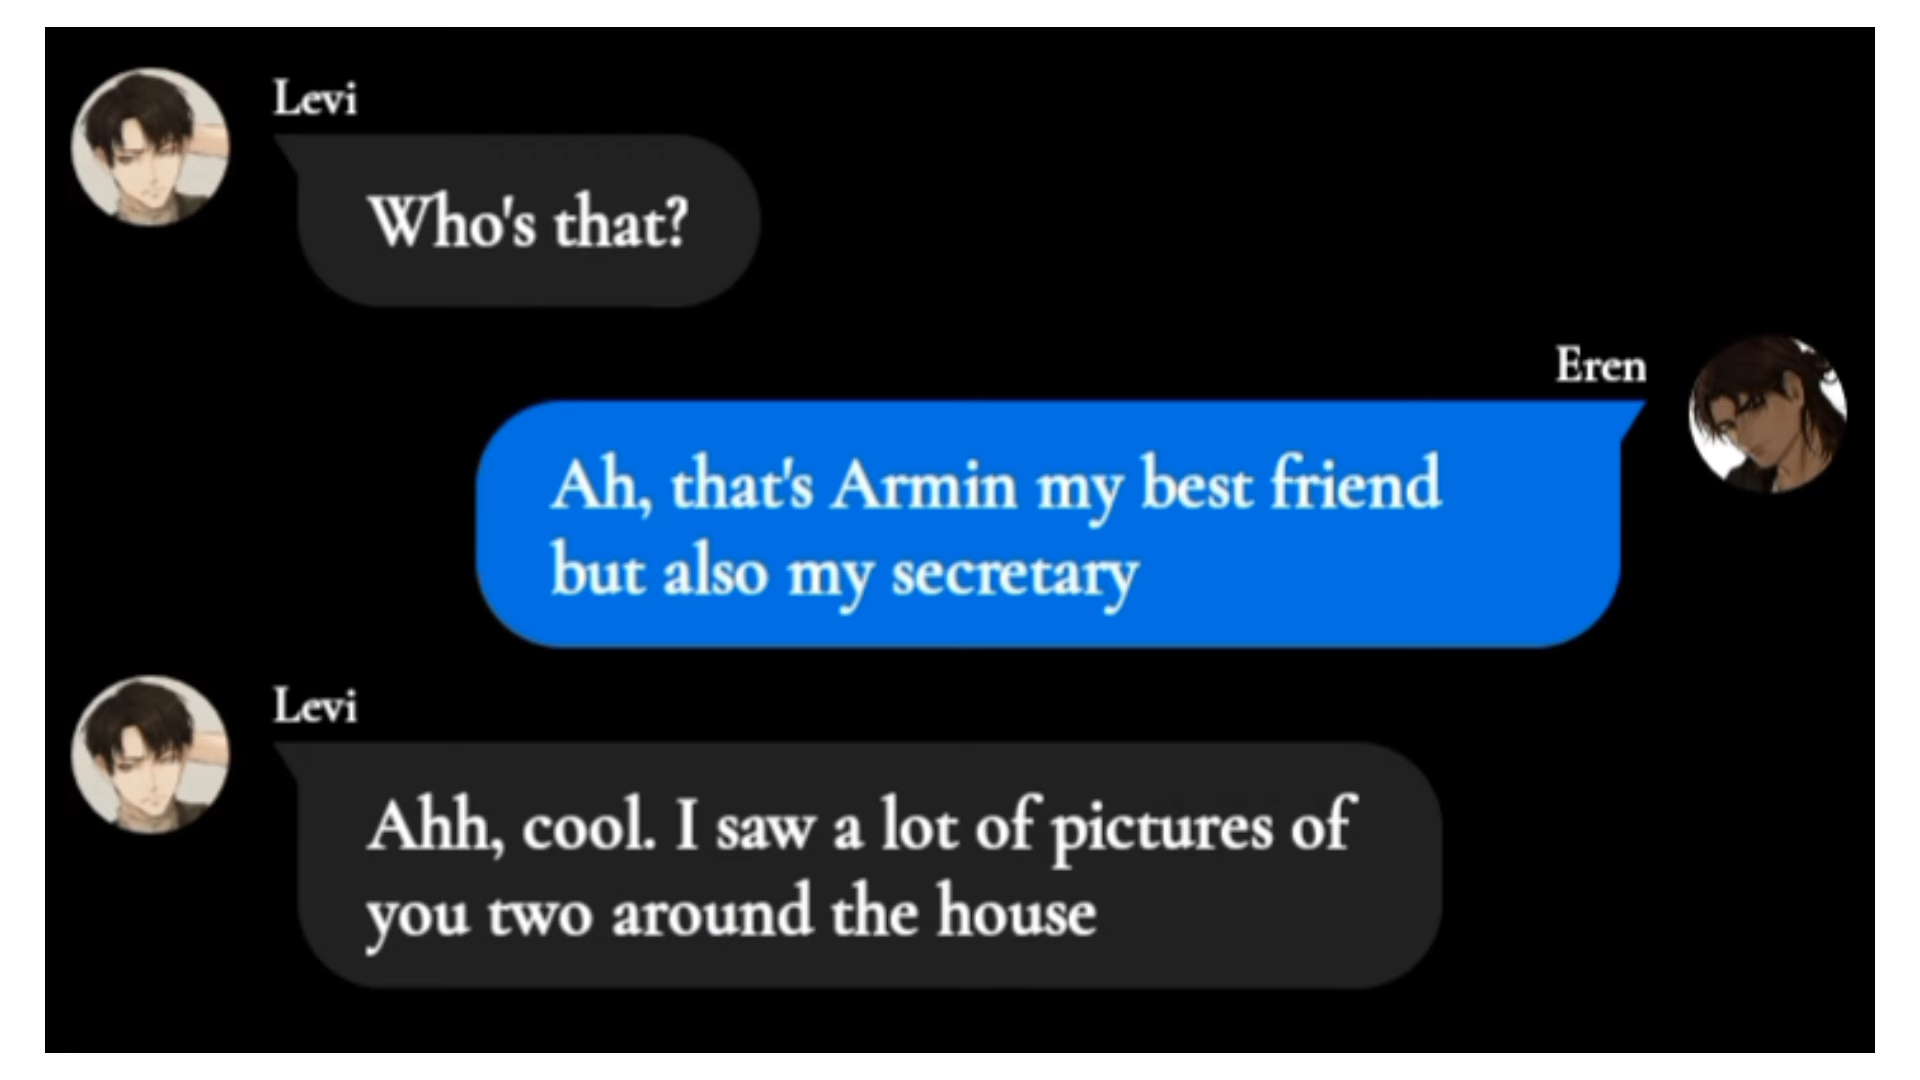 Levi
Who's that?
Eren
Ah, that's Armin my best friend
but also my secretary
Levi
Ahh, cool. I saw a lot of pictures of
you two around the house